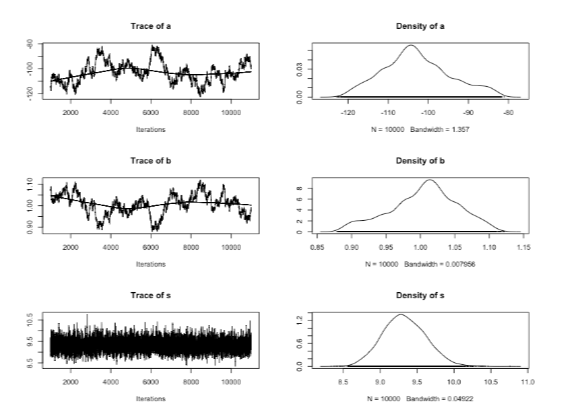 Trace of a
-120 -100 -80
2000 4000 6000 8000 10000
Iterations
Density of a
0.00 0.03
-120 -110 -100 -90 -80
N = 10000 Bandwidth = 1.357
Trace of b
0.90 1.00 1.10
2000 4000 6000 8000 10000
Iterations
Density of b
0 2 4 6 8
0.85 0.90 0.95 1.00 1.05 1.10 1.15
N = 10000 Bandwidth = 0.007956
Trace of s
8.5 9.5 10.5
2000 4000 6000 8000 10000
Iterations
Density of s
0.0 0.6 1.2
8.5 9.0 9.5 10.0 10.5 11.0
N = 10000 Bandwidth = 0.04922